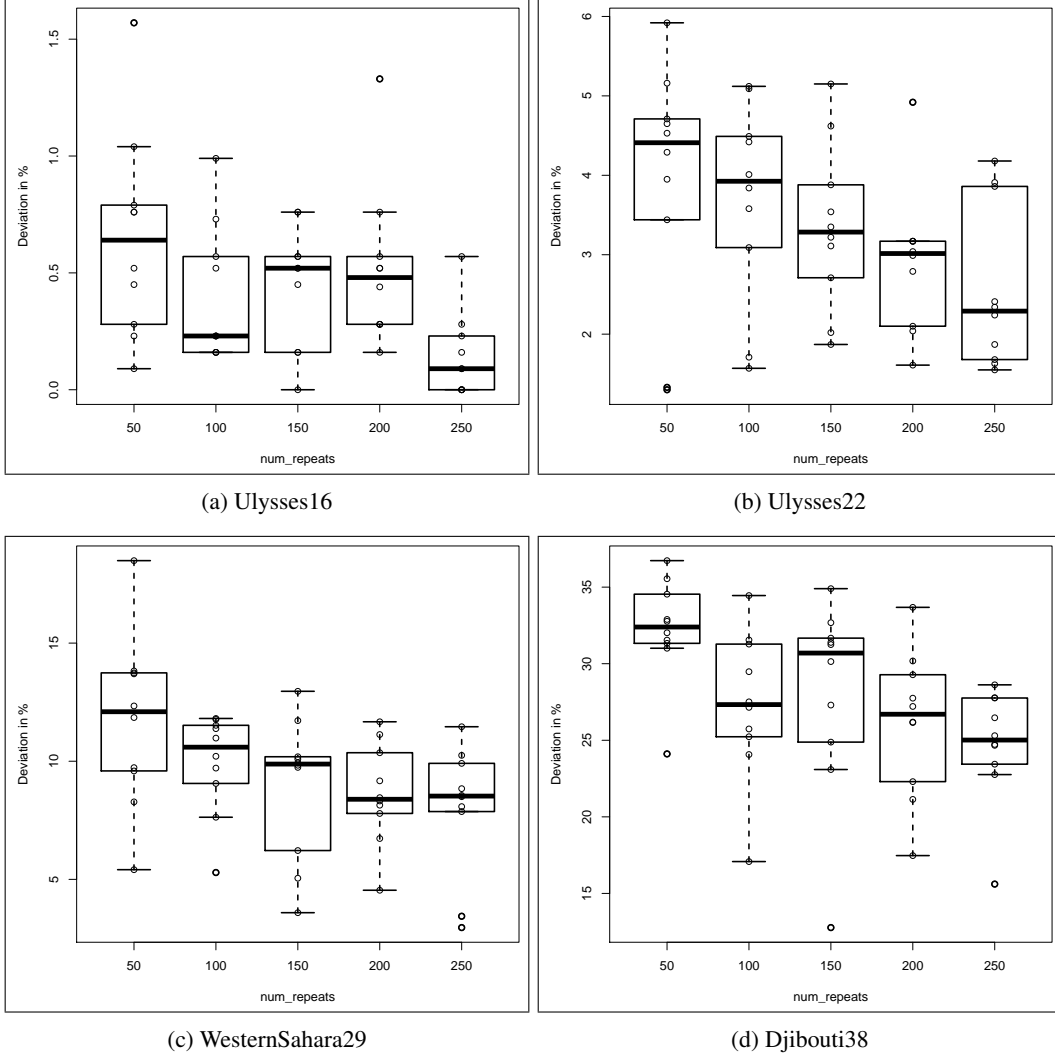 1.5
1.0
0.5
0.0
Deviation in %
50 100 150 200 250
num_repeats
(a) Ulysses16
6
5
4
3
2
Deviation in %
50 100 150 200 250
num_repeats
(b) Ulysses22
15
10
5
Deviation in %
50 100 150 200 250
num_repeats
(c) WesternSahara29
35
30
25
20
15
Deviation in %
50 100 150 200 250
num_repeats
(d) Djibouti38